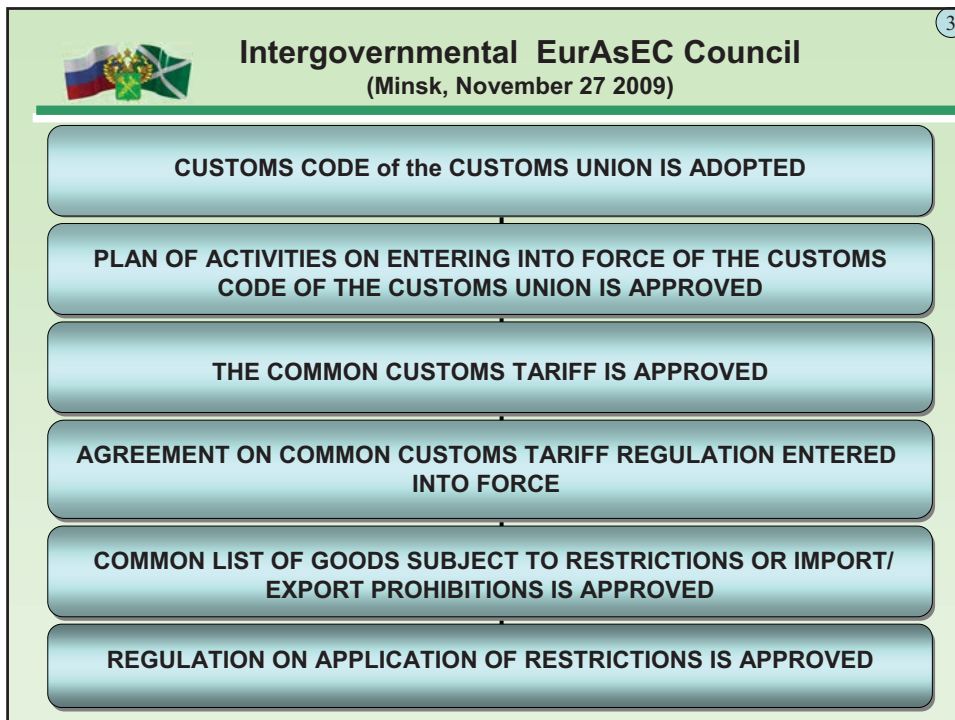 3
Intergovernmental EurAsEC Council
(Minsk, November 27 2009)
CUSTOMS CODE of the CUSTOMS UNION IS ADOPTED
PLAN OF ACTIVITIES ON ENTERING INTO FORCE OF THE CUSTOMS
CODE OF THE CUSTOMS UNION IS APPROVED
THE COMMON CUSTOMS TARIFF IS APPROVED
AGREEMENT ON COMMON CUSTOMS TARIFF REGULATION ENTERED
INTO FORCE
COMMON LIST OF GOODS SUBJECT TO RESTRICTIONS OR IMPORT/
EXPORT PROHIBITIONS IS APPROVED
REGULATION ON APPLICATION OF RESTRICTIONS IS APPROVED